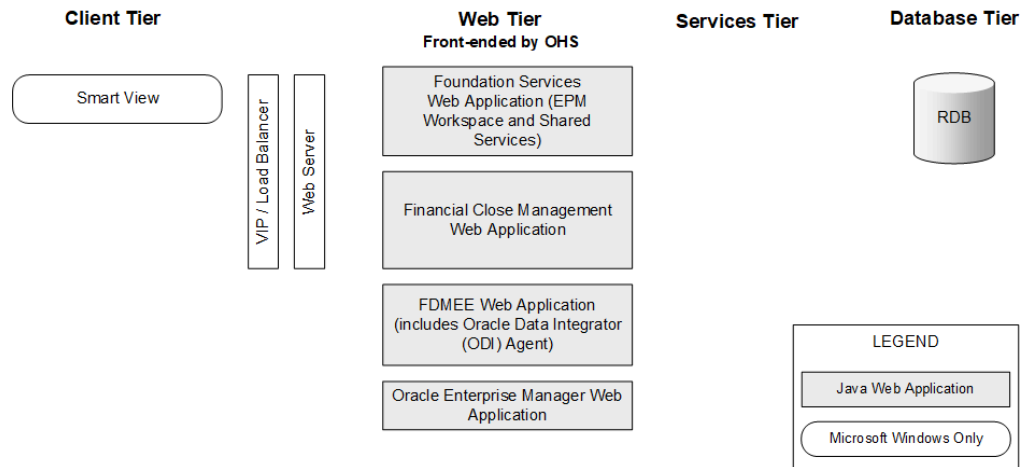 Client Tier
Web Tier
Front-ended by OHS
Services Tier
Database Tier
Smart View
VIP / Load Balancer
Web Server
Foundation Services
Web Application (EPM
Workspace and Shared
Services)
RDB
Financial Close Management
Web Application
FDMEE Web Application
(includes Oracle Data Integrator
(ODI) Agent)
Oracle Enterprise Manager Web
Application
LEGEND
Java Web Application
Microsoft Windows Only